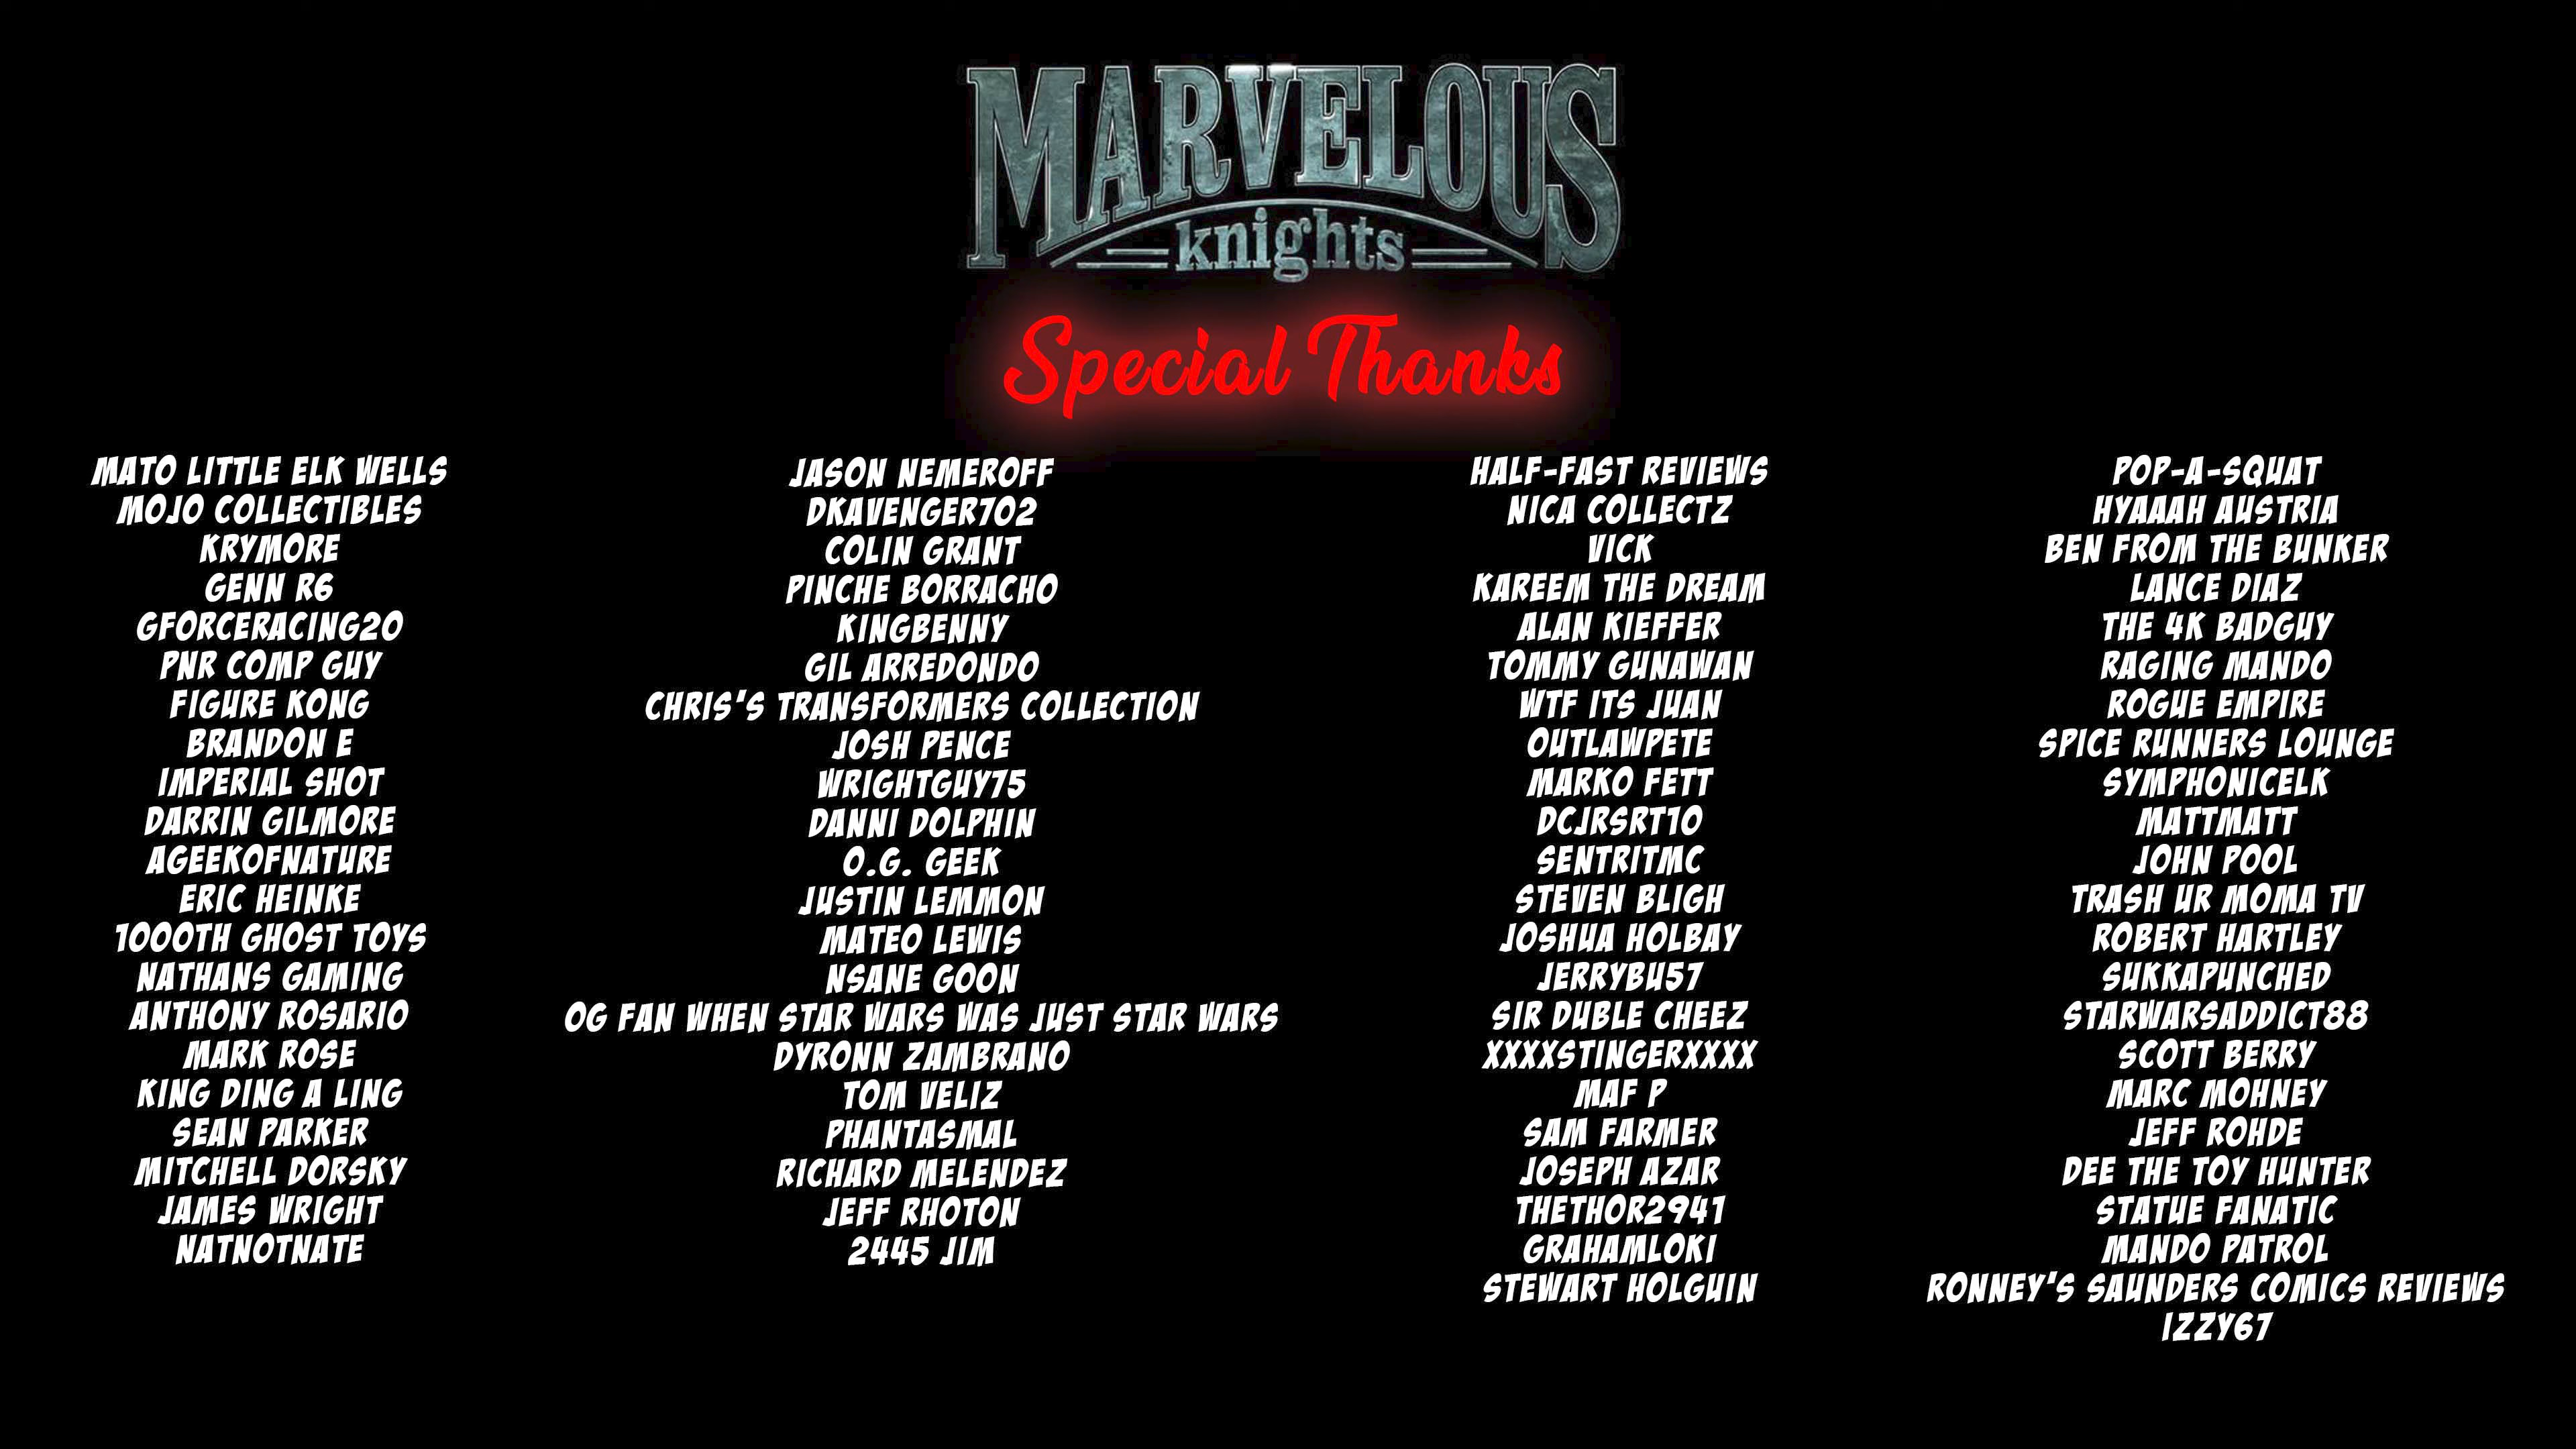 MARVELOUS
knights
Special Thanks
MATO LITTLE ELK WELLS
MOJO COLLECTIBLES
KRYMORE
GENN R6
GFORCERACING20
PNR COMP GUY
FIGURE KONG
BRANDON E
IMPERIAL SHOT
DARRIN GILMORE
AGEEKOFNATURE
ERIC HEINKE
1000TH GHOST TOYS
NATHANS GAMING
ANTHONY ROSARIO
MARK ROSE
KING DING A LING
SEAN PARKER
MITCHELL DORSKY
JAMES WRIGHT
NATNOTNATE
JASON NEMEROFF
DKAVENGER702
COLIN GRANT
PINCHE BORRACHO
KINGBENNY
GIL ARREDONDO
CHRIS'S TRANSFORMERS COLLECTION
JOSH PENCE
WRIGHTGUY75
DANNI DOLPHIN
O.G. GEEK
JUSTIN LEMMON
MATEO LEWIS
NSANE GOON
OG FAN WHEN STAR WARS WAS JUST STAR WARS
DYRONN ZAMBRANO
TOM VELIZ
PHANTASMAL
RICHARD MELENDEZ
JEFF RHOTON
2445 JIM
HALF-FAST REVIEWS
NICA COLLECTZ
VICK
KAREEM THE DREAM
ALAN KIEFFER
TOMMY GUNAWAN
WTF ITS JUAN
OUTLAWPETE
MARKO FETT
DCJRSRT10
SENTRITMC
STEVEN BLIGH
JOSHUA HOLBAY
JERRYBU57
SIR DUBLE CHEEZ
XXXXSTINGERXXXX
MAF P
SAM FARMER
JOSEPH AZAR
THETHOR2941
GRAHAMLOKI
STEWART HOLGUIN
POP-A-SQUAT
HYAAAH AUSTRIA
BEN FROM THE BUNKER
LANCE DIAZ
THE 4K BADGUY
RAGING MANDO
ROGUE EMPIRE
SPICE RUNNERS LOUNGE
SYMPHONICELK
MATTMATT
JOHN POOL
TRASH UR MOMA TV
ROBERT HARTLEY
SUKKAPUNCHED
STARWARSADDICT88
SCOTT BERRY
MARC MOHNEY
JEFF ROHDE
DEE THE TOY HUNTER
STATUE FANATIC
MANDO PATROL
RONNEY'S SAUNDERS COMICS REVIEWS
IZZY67